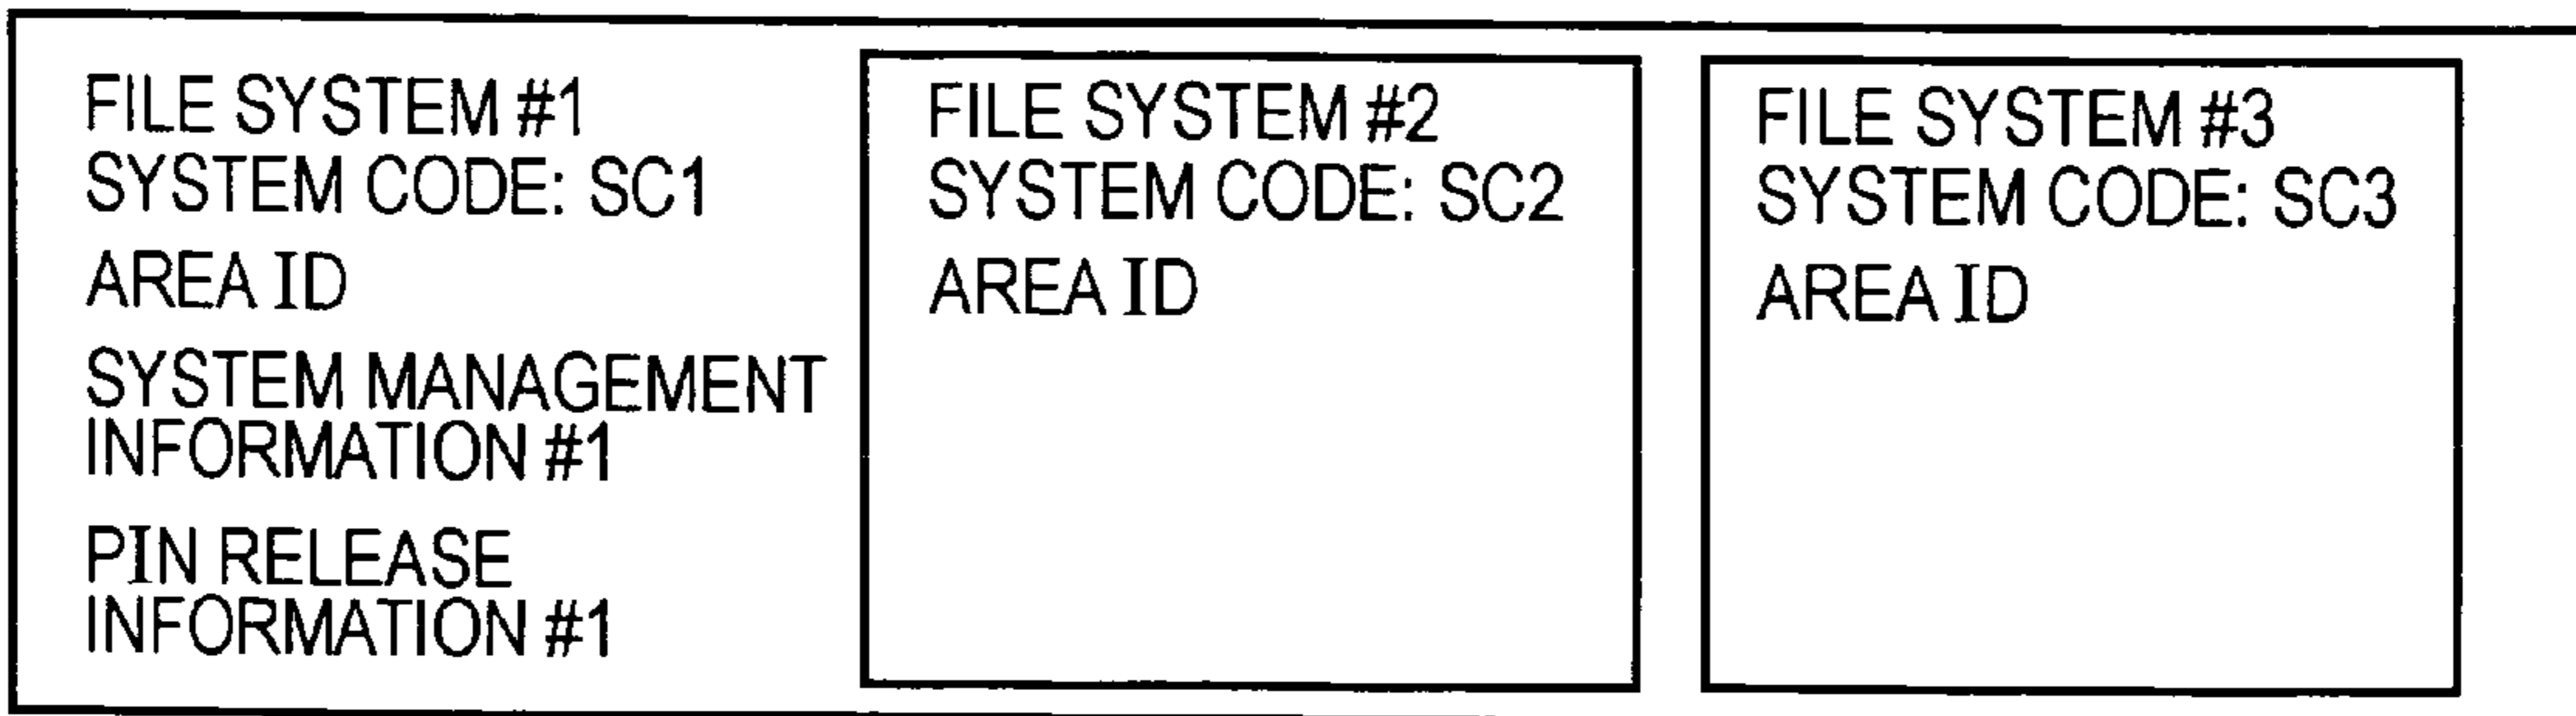 FILE SYSTEM #1
SYSTEM CODE: SC1
AREA ID
SYSTEM MANAGEMENT
INFORMATION #1
PIN RELEASE
INFORMATION #1
FILE SYSTEM #2
SYSTEM CODE: SC2
AREA ID
FILE SYSTEM #3
SYSTEM CODE: SC3
AREA ID